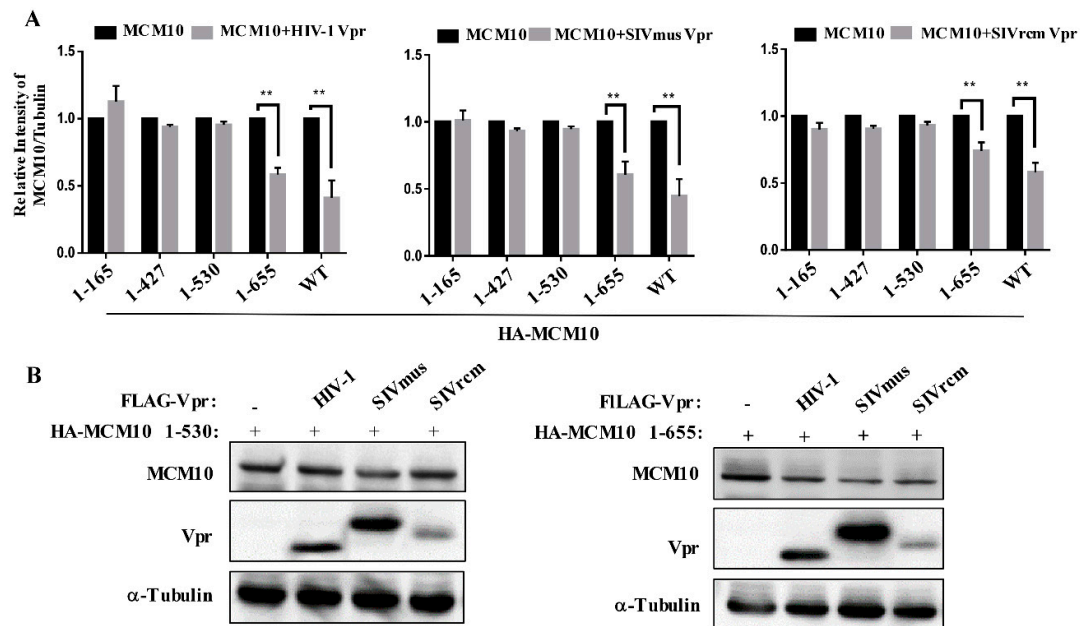 A
MCM10 MCM10+HIV-1 Vpr
MCM10 MCM10+SIVmus Vpr
MCM10 MCM10+SIVrcm Vpr
Relative Intensity of
MCM10/Tubulin
1.5
1.0
0.5
0.0
** **
1-165 1-427 1-530 1-655 WT
1.5
1.0
0.5
0.0
** **
1-165 1-427 1-530 1-655 WT
1.5
1.0
0.5
0.0
** **
1-165 1-427 1-530 1-655 WT
HA-MCM10
B
FLAG-Vpr: - HIV-1 SIVmus SIVrcm
HA-MCM10 1-530: + + + +
MCM10
Vpr
α-Tubulin
FlLAG-Vpr: - HIV-1 SIVmus SIVrcm
HA-MCM10 1-655: + + + +
MCM10
Vpr
α-Tubulin